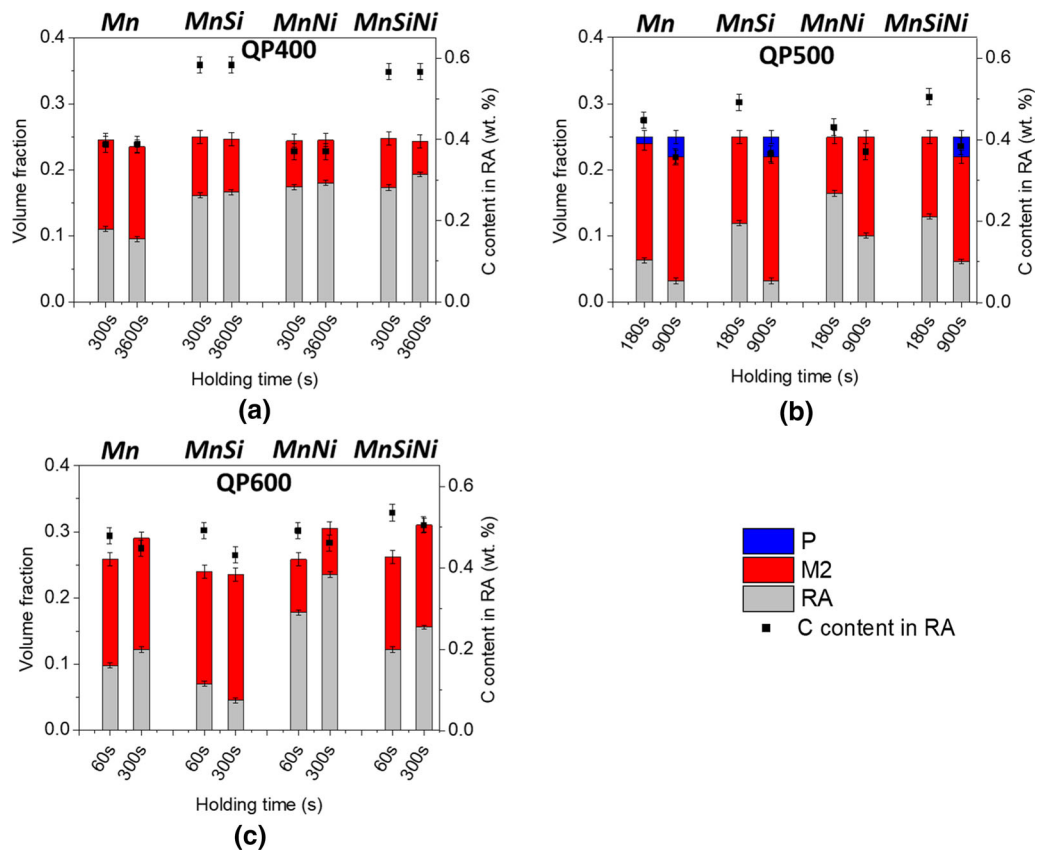 Mn MnSi MnNi MnSiNi
QP400
0.4
0.3
0.2
0.1
0.0
Volume fraction
0.6
0.4
0.2
0.0
C content in RA (wt. %)
300s 3600s 300s 3600s 300s 3600s 300s 3600s
Holding time (s)
(a)
Mn MnSi MnNi MnSiNi
QP500
0.4
0.3
0.2
0.1
0.0
Volume fraction
0.6
0.4
0.2
0.0
C content in RA (wt. %)
180s 900s 180s 900s 180s 900s 180s 900s
Holding time (s)
(b)
Mn MnSi MnNi MnSiNi
QP600
0.4
0.3
0.2
0.1
0.0
Volume fraction
0.6
0.4
0.2
0.0
C content in RA (wt. %)
60s 300s 60s 300s 60s 300s 60s 300s
Holding time (s)
(c)
P
M2
RA
C content in RA